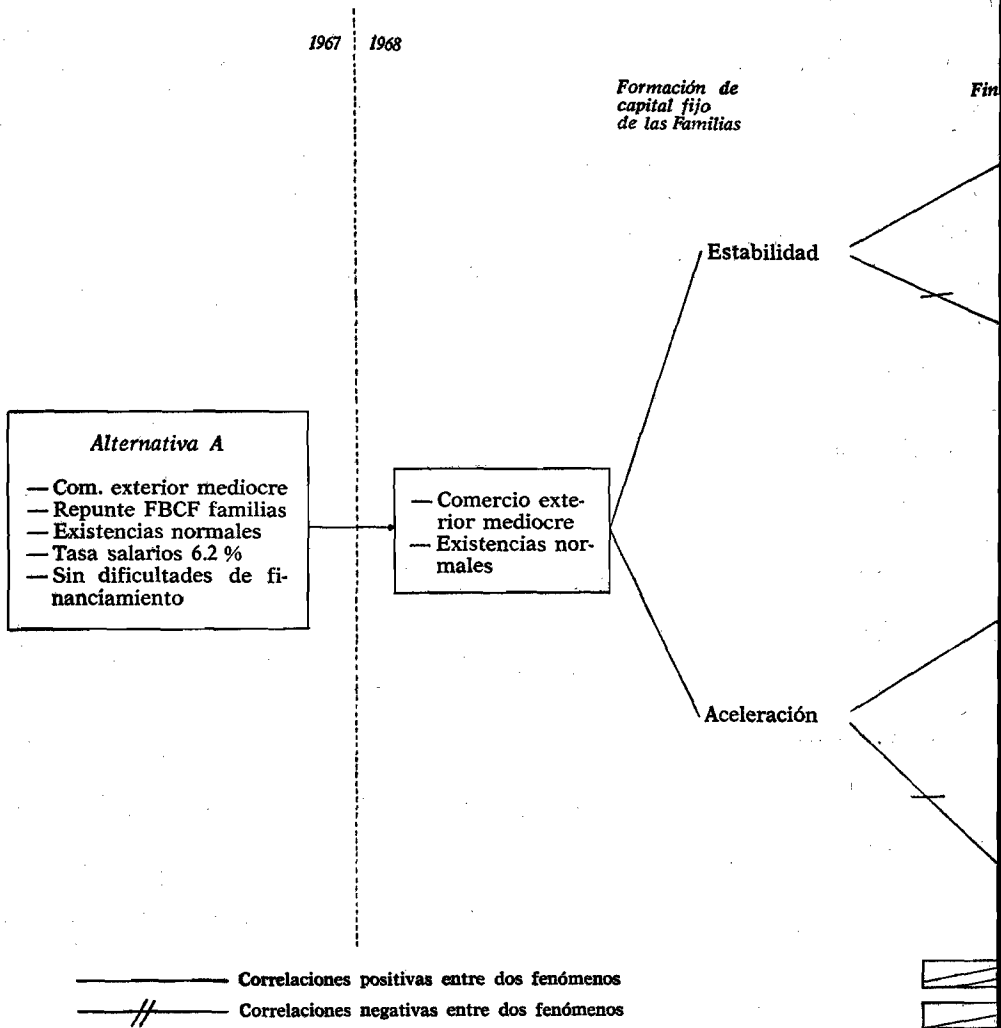 1967 1968
Formación de
capital fijo
de las Familias
Fin
Estabilidad
Alternativa A
— Com. exterior mediocre
— Repunte FBCF familias
— Existencias normales
— Tasa salarios 6.2 %
— Sin dificultades de fi-
nanciamiento
— Comercio exte-
rior mediocre
— Existencias nor-
males
Aceleración
Correlaciones positivas entre dos fenómenos
Correlaciones negativas entre dos fenómenos